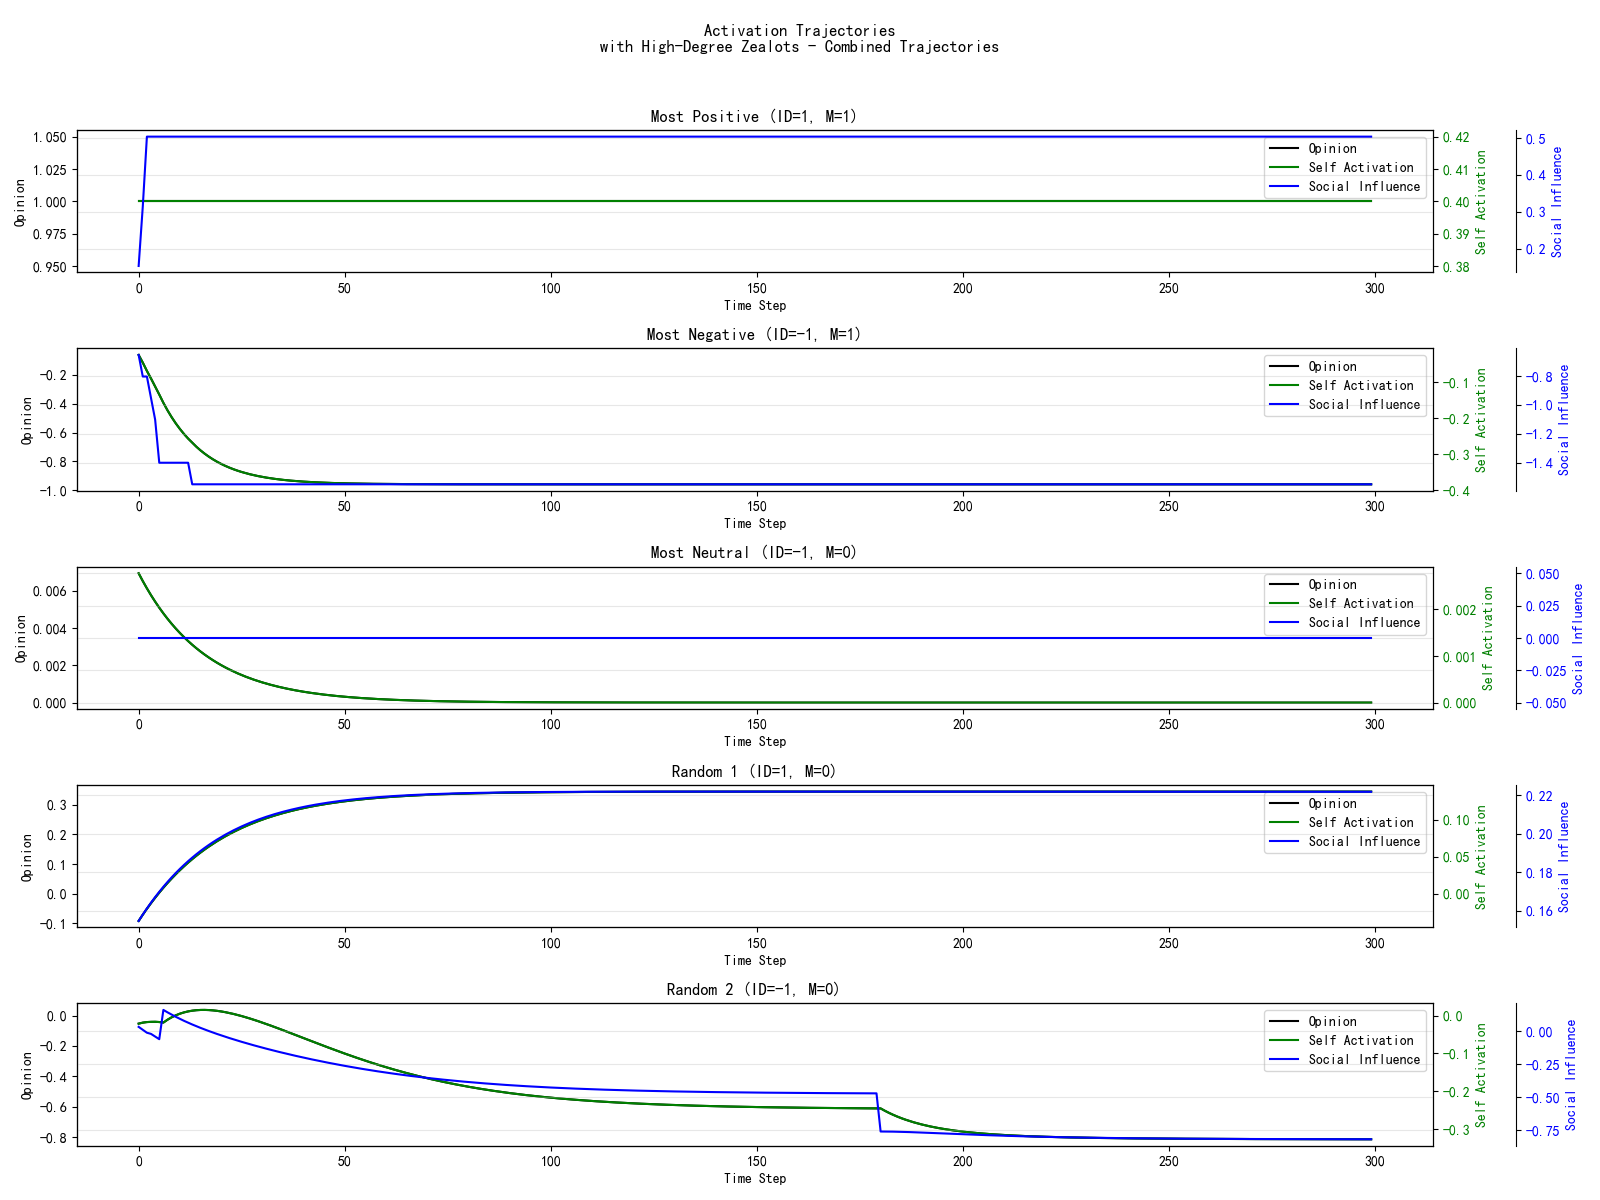 Activation Trajectories
with High-Degree Zealots - Combined Trajectories
Most Positive (ID=1, M=1)
1.050
1.025
1.000
0.975
0.950
Opinion
0.42
0.41
0.40
0.39
0.38
Self Activation
0.5
0.4
0.3
0.2
Social Influence
Opinion
Self Activation
Social Influence
0 50 100 150 200 250 300
Time Step
Most Negative (ID=-1, M=1)
-0.2
-0.4
-0.6
-0.8
-1.0
Opinion
-0.1
-0.2
-0.3
-0.4
Self Activation
-0.8
-1.0
-1.2
-1.4
Social Influence
Opinion
Self Activation
Social Influence
0 50 100 150 200 250 300
Time Step
Most Neutral (ID=-1, M=0)
0.006
0.004
0.002
0.000
Opinion
0.002
0.001
0.000
Self Activation
0.050
0.025
0.000
-0.025
-0.050
Social Influence
Opinion
Self Activation
Social Influence
0 50 100 150 200 250 300
Time Step
Random 1 (ID=1, M=0)
0.3
0.2
0.1
0.0
-0.1
Opinion
0.10
0.05
0.00
Self Activation
0.22
0.20
0.18
0.16
Social Influence
Opinion
Self Activation
Social Influence
0 50 100 150 200 250 300
Time Step
Random 2 (ID=-1, M=0)
0.0
-0.2
-0.4
-0.6
-0.8
Opinion
0.0
-0.1
-0.2
-0.3
Self Activation
0.00
-0.25
-0.50
-0.75
Social Influence
Opinion
Self Activation
Social Influence
0 50 100 150 200 250 300
Time Step